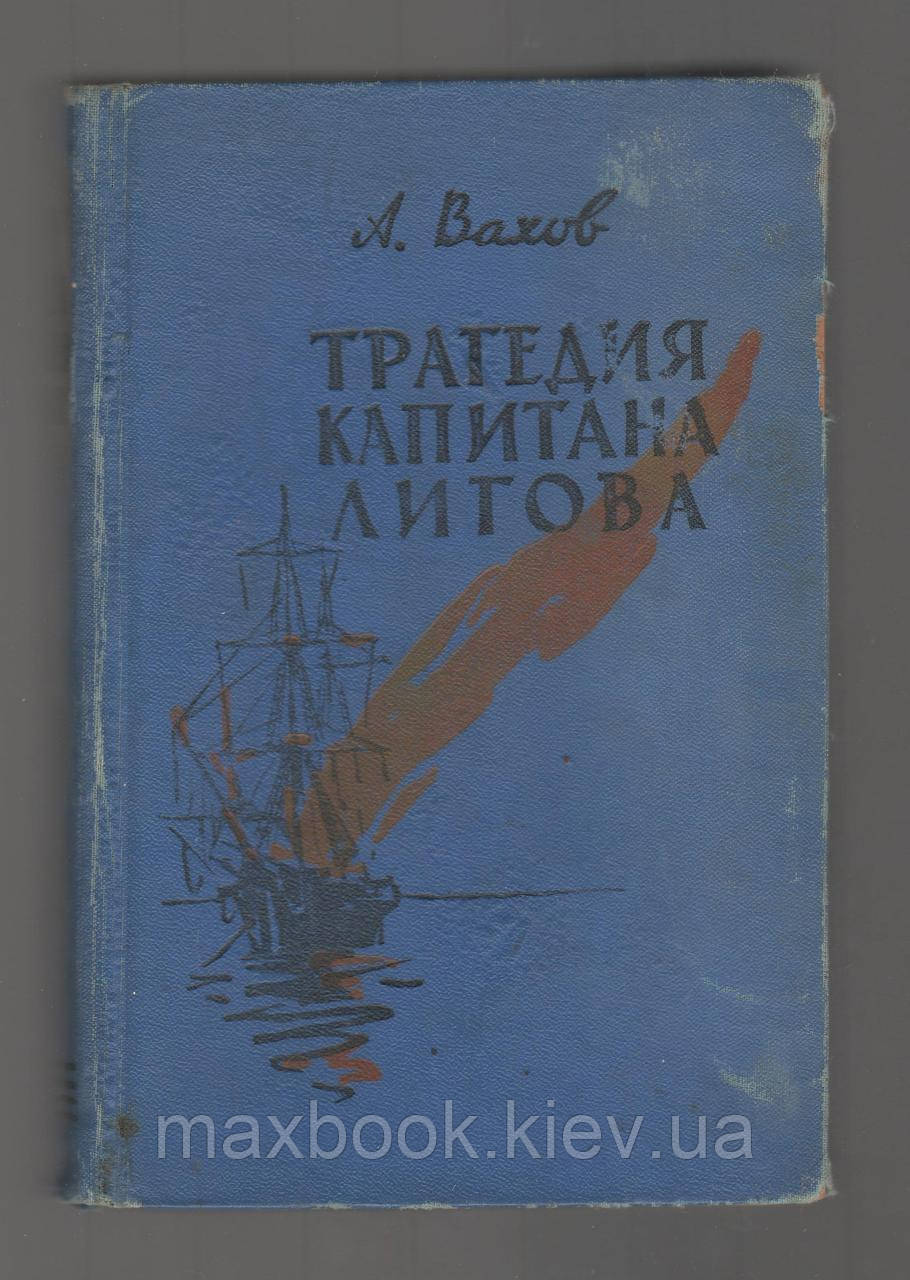 А. Вахов
ТРАГЕДИЯ
КАПИТАНА
ЛИГОВА
maxbook.kiev.ua